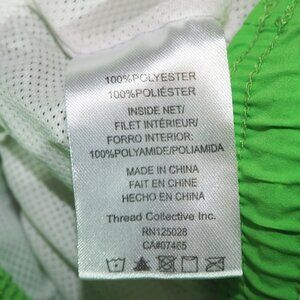 100%POLYESTER
100%POLIÉSTER
INSIDE NET/
FILET INTÉRIEUR/
FORRO INTERIOR:
100%POLYAMIDE/POLIAMIDA
MADE IN CHINA
FAIT EN CHINE
HECHO EN CHINA
Thread Collective Inc.
RN125028
CA#07465